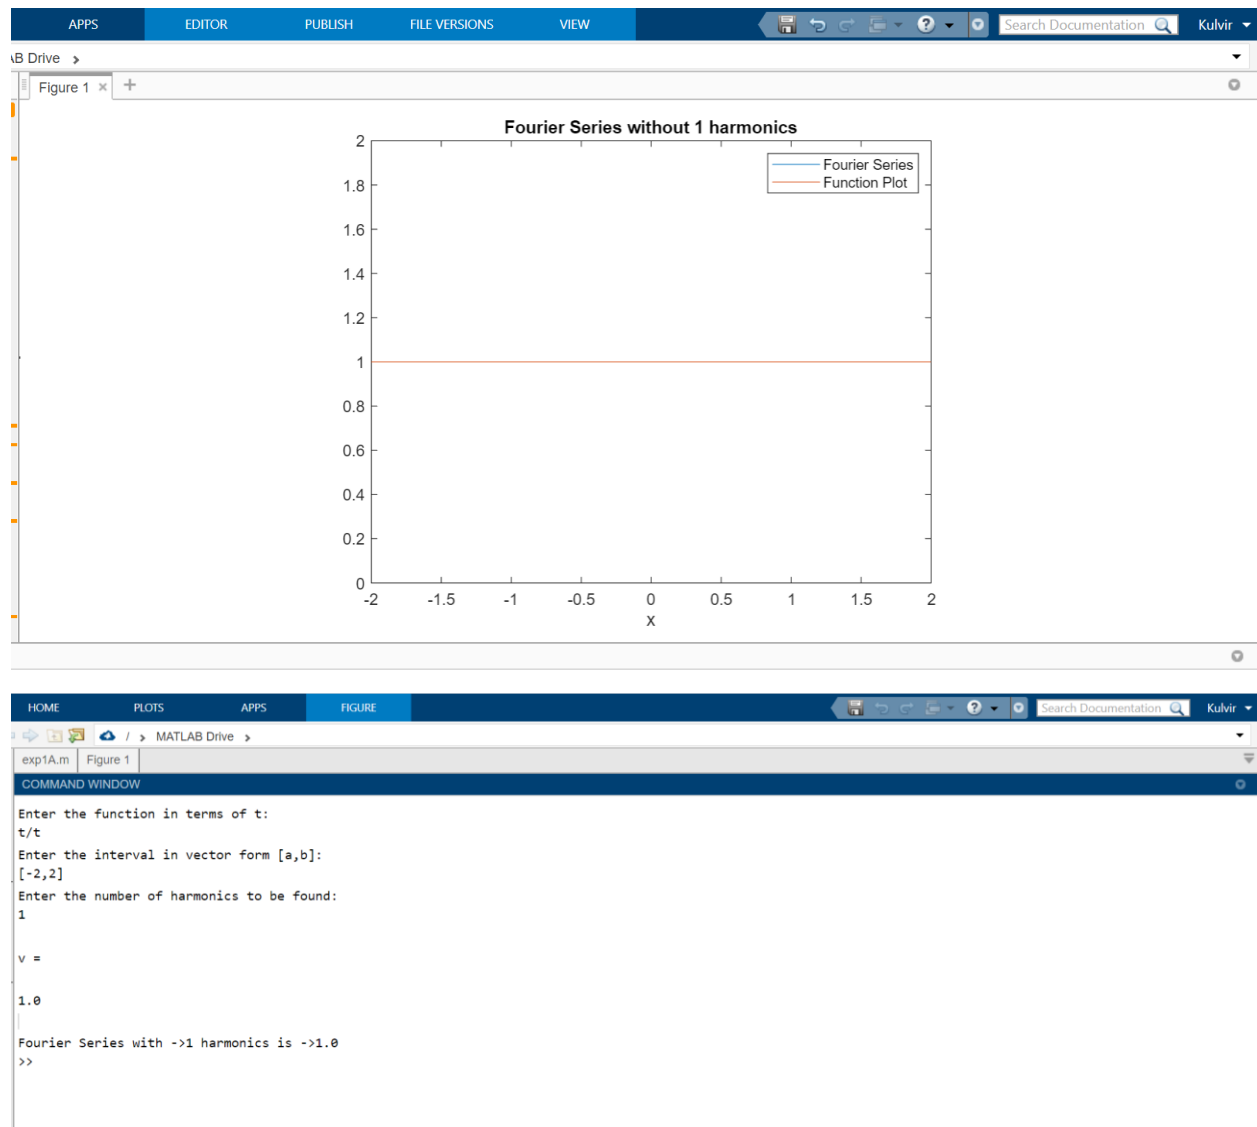 APPS EDITOR PUBLISH FILE VERSIONS VIEW Search Documentation Kulvir
AB Drive >
Figure 1 × +
Fourier Series without 1 harmonics
Fourier Series
Function Plot
2
1.8
1.6
1.4
1.2
1
0.8
0.6
0.4
0.2
0
-2 -1.5 -1 -0.5 0 0.5 1 1.5 2
x
HOME PLOTS APPS FIGURE Search Documentation Kulvir
/ > MATLAB Drive >
exp1A.m Figure 1
COMMAND WINDOW
Enter the function in terms of t:
t/t
Enter the interval in vector form [a,b]:
[-2,2]
Enter the number of harmonics to be found:
1
v =
1.0
Fourier Series with ->1 harmonics is ->1.0
>>